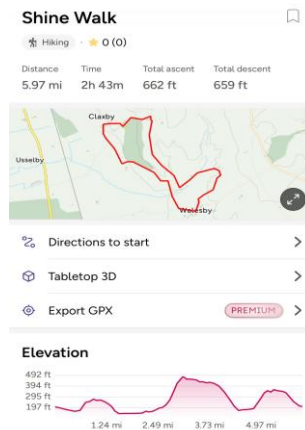 Shine Walk
Hiking · 0 (0)
Distance Time Total ascent Total descent
5.97 mi 2h 43m 662 ft 659 ft
Claxby
Usselby
Walesby
Directions to start
Tabletop 3D
Export GPX PREMIUM
Elevation
492 ft
394 ft
295 ft
197 ft
1.24 mi 2.49 mi 3.73 mi 4.97 mi